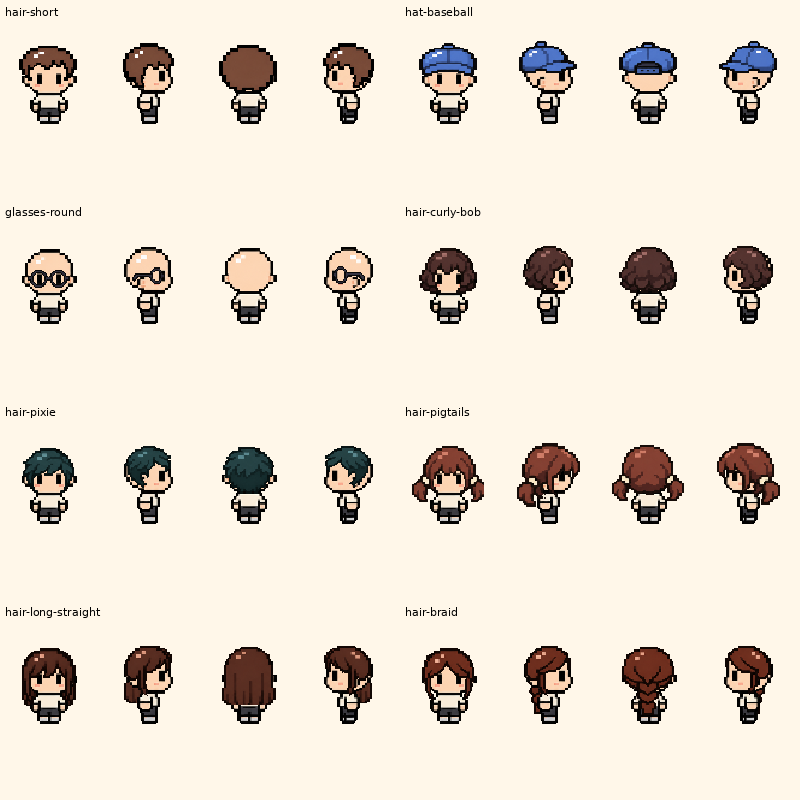 hair-short
hat-baseball
glasses-round
hair-curly-bob
hair-pixie
hair-pigtails
hair-long-straight
hair-braid